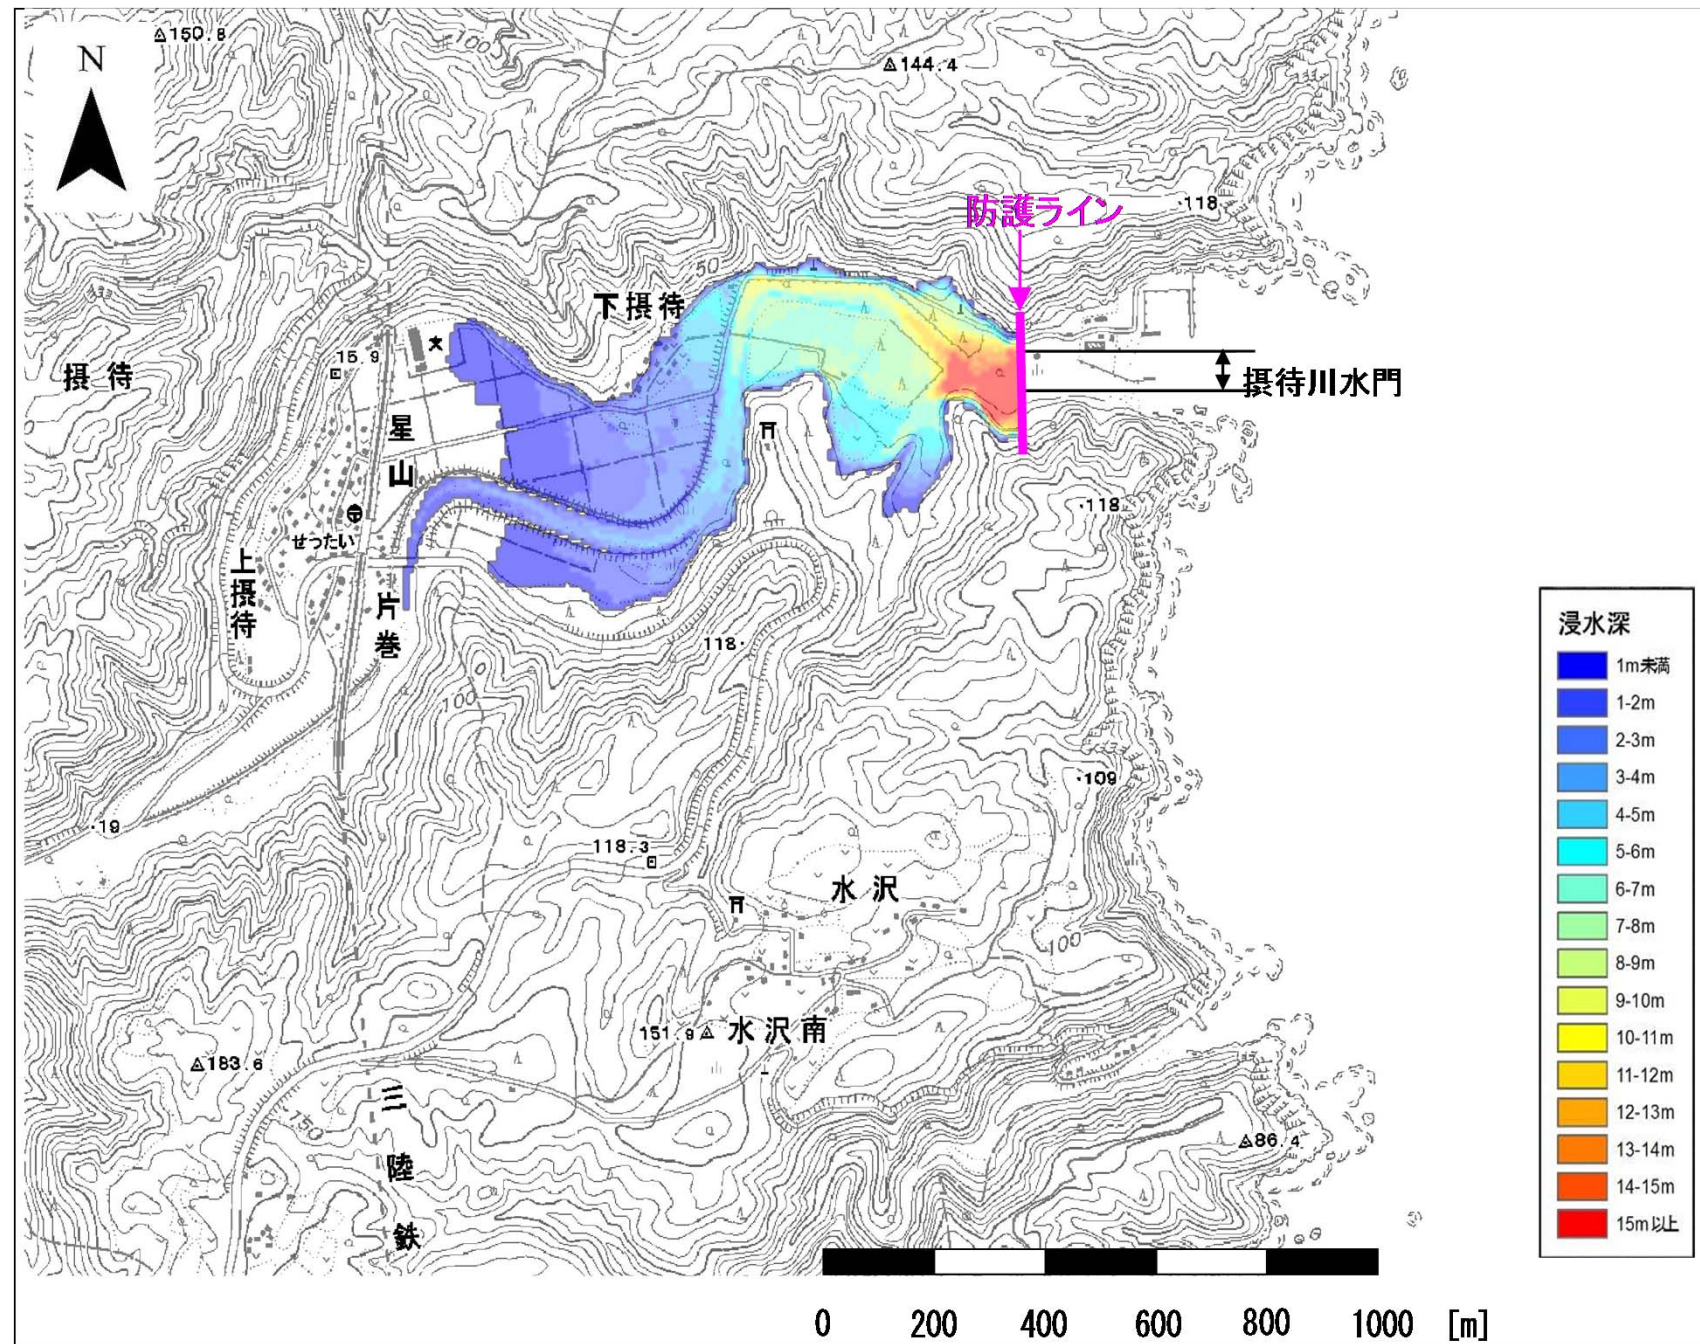 150.8
N
100
144.4
防護ライン
118
50
下摂待
15.9
摂待
摂待川水門
星山
118
せったい
上摂待
片巻
118
100
109
19
118.3
水沢
100
151.9
水沢南
183.6
150
三陸鉄
86.4
浸水深
1m未満
1-2m
2-3m
3-4m
4-5m
5-6m
6-7m
7-8m
8-9m
9-10m
10-11m
11-12m
12-13m
13-14m
14-15m
15m以上
0 200 400 600 800 1000 [m]